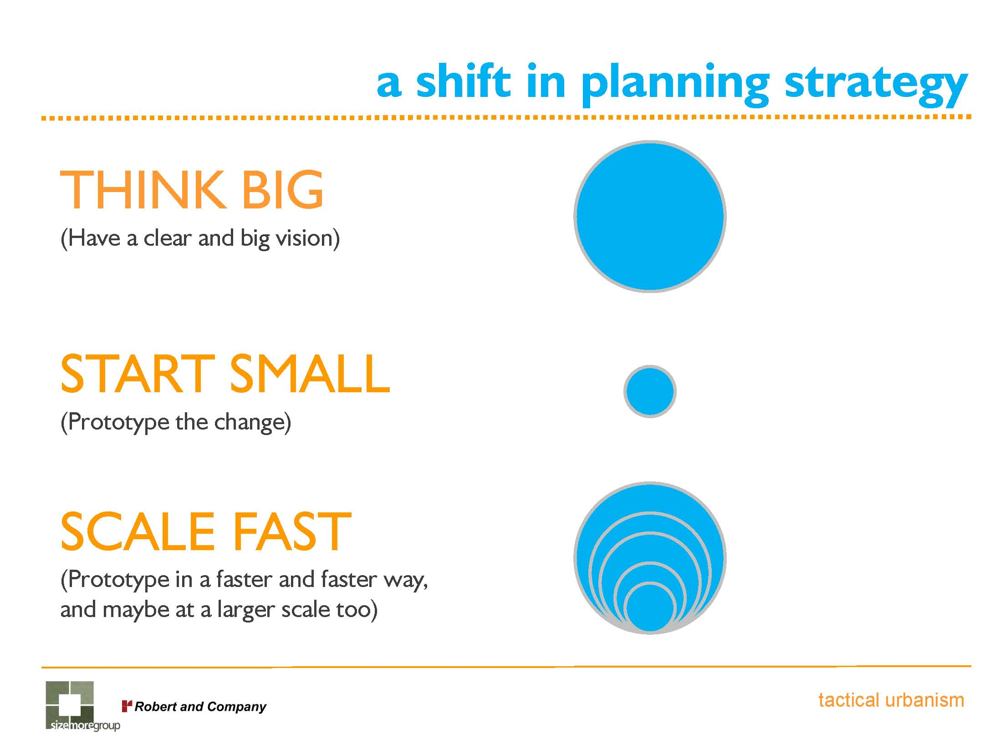 a shift in planning strategy
THINK BIG
(Have a clear and big vision)
START SMALL
(Prototype the change)
SCALE FAST
(Prototype in a faster and faster way,
and maybe at a larger scale too)
sizemoregroup
Robert and Company
tactical urbanism